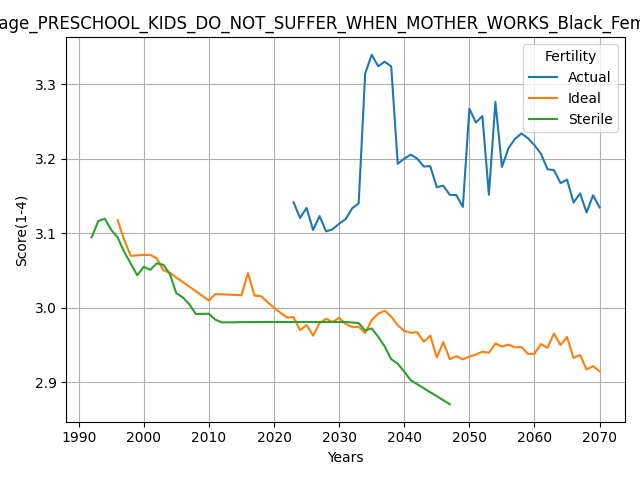 age_PRESCHOOL_KIDS_DO_NOT_SUFFER_WHEN_MOTHER_WORKS_Black_Fem
Fertility
Actual
Ideal
Sterile
3.3
3.2
3.1
3.0
2.9
Score(1-4)
1990 2000 2010 2020 2030 2040 2050 2060 2070
Years